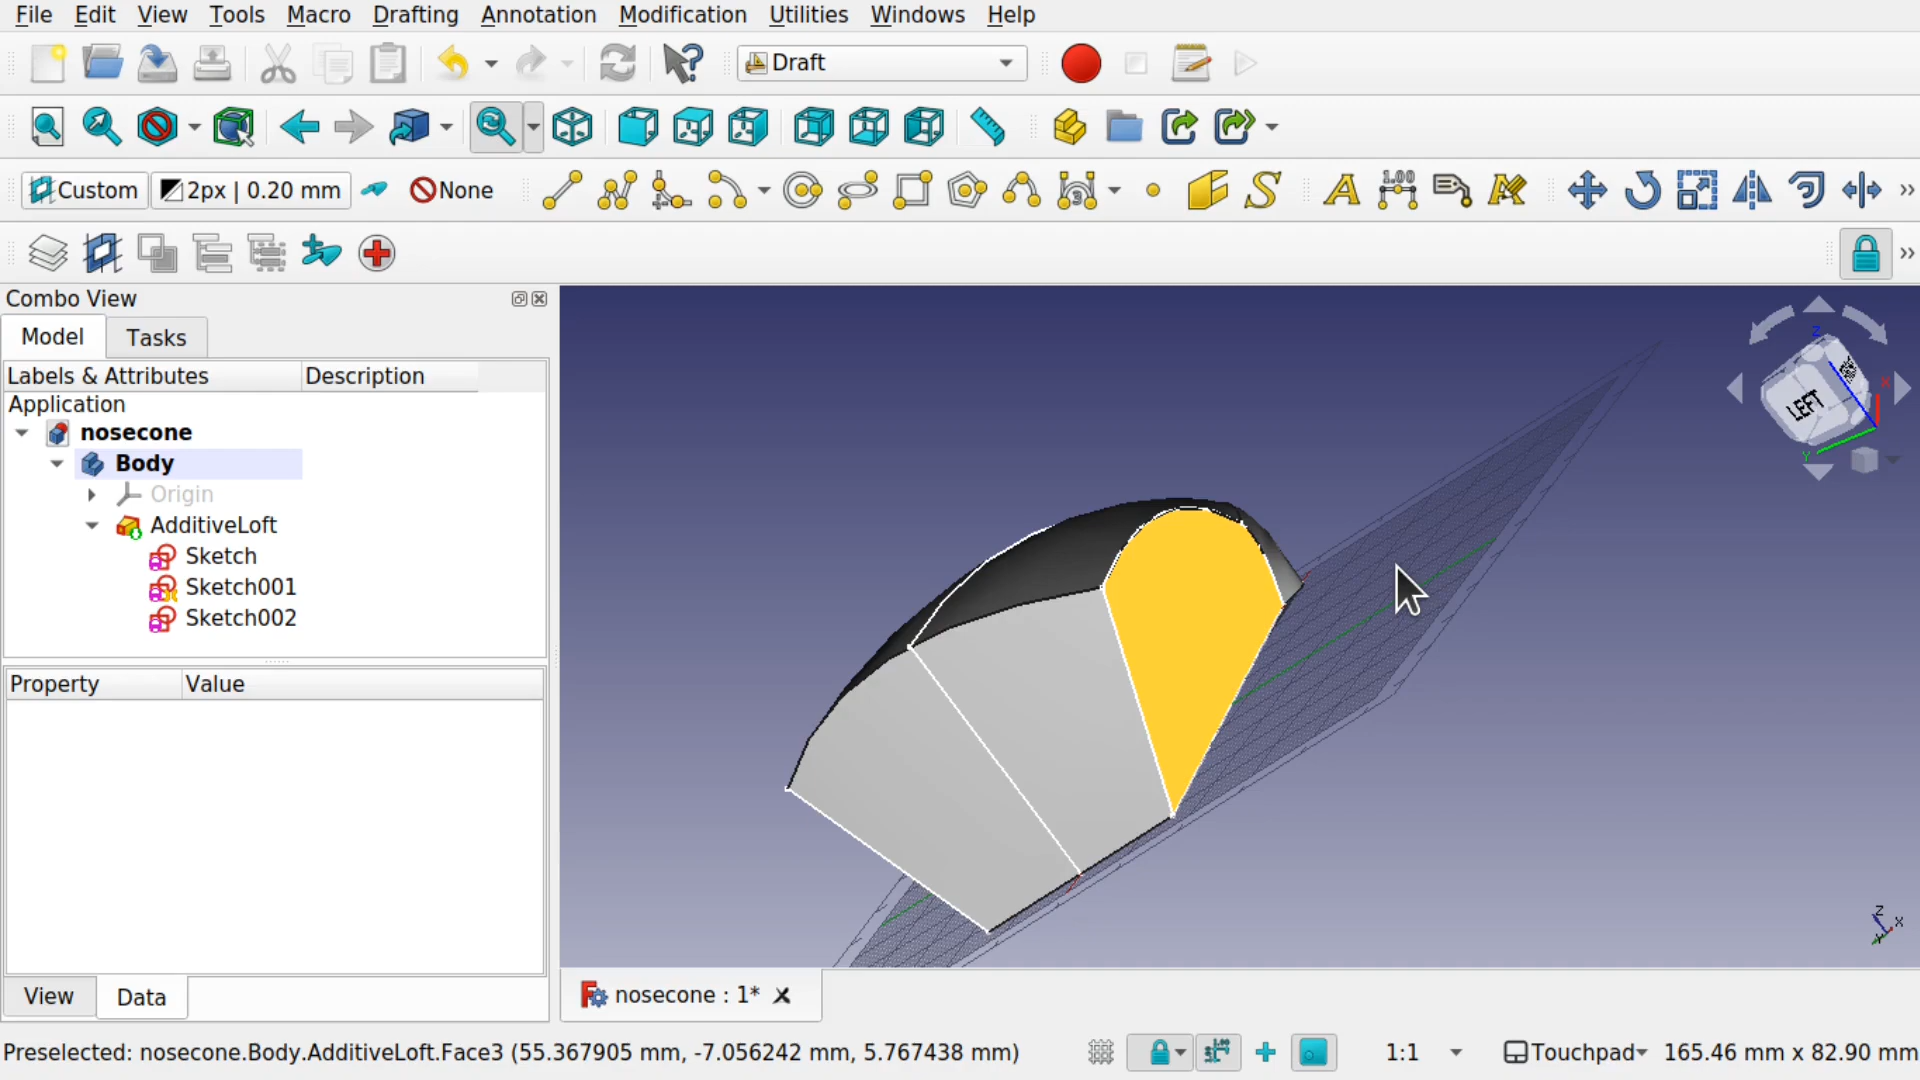 File Edit View Tools Macro Drafting Annotation Modification Utilities Windows Help
Draft
Custom 2px | 0.20 mm None
1.00
Combo View
Model Tasks
Labels & Attributes Description
Application
nosecone
Body
Origin
AdditiveLoft
Sketch
Sketch001
Sketch002
Property Value
View Data
Z
LEFT
X
Y
Z
X
Y
nosecone : 1*
Preselected: nosecone.Body.AdditiveLoft.Face3 (55.367905 mm, -7.056242 mm, 5.767438 mm) 1:1 Touchpad 165.46 mm x 82.90 mm